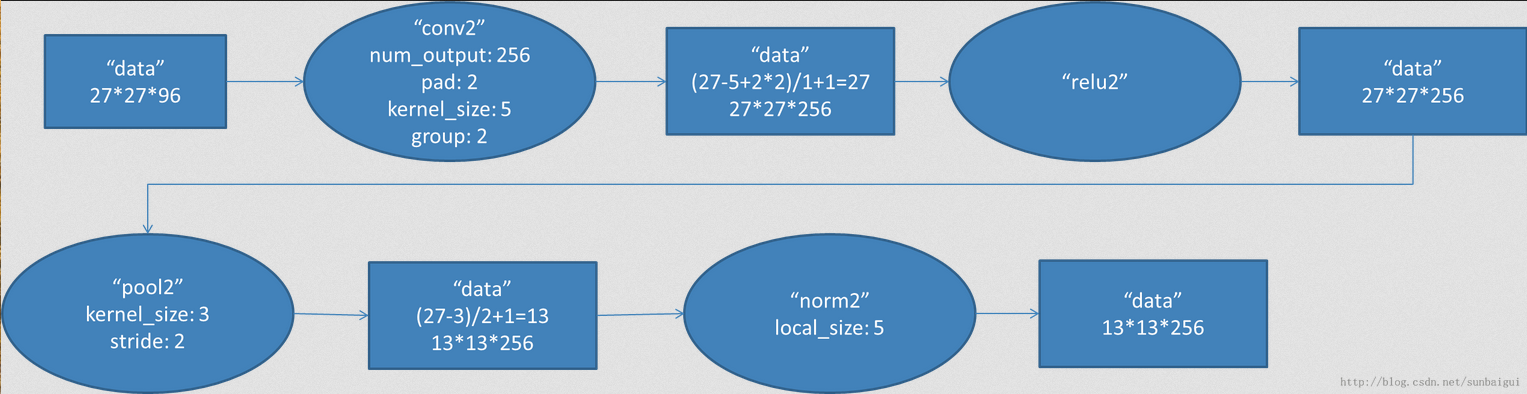 “data”
27*27*96
“conv2”
num_output: 256
pad: 2
kernel_size: 5
group: 2
“data”
(27-5+2*2)/1+1=27
27*27*256
“relu2”
“data”
27*27*256
“pool2”
kernel_size: 3
stride: 2
“data”
(27-3)/2+1=13
13*13*256
“norm2”
local_size: 5
“data”
13*13*256
http://blog.csdn.net/sunbaigui